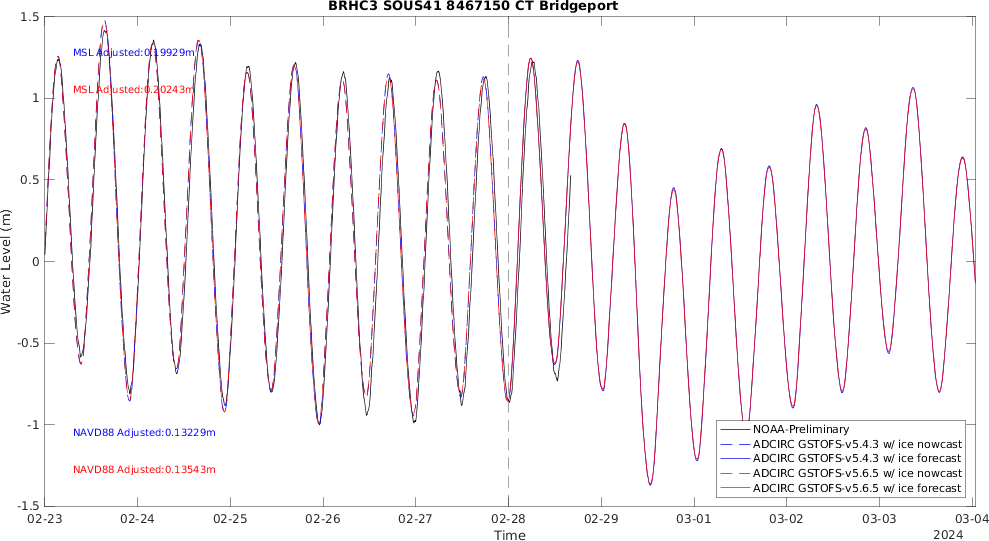 BRHC3 SOUS41 8467150 CT Bridgeport
1.5
1
0.5
0
-0.5
-1
-1.5
Water Level (m)
MSL Adjusted:0.19929m
MSL Adjusted:0.20243m
NAVD88 Adjusted:0.13229m
NAVD88 Adjusted:0.13543m
NOAA-Preliminary
ADCIRC GSTOFS-v5.4.3 w/ ice nowcast
ADCIRC GSTOFS-v5.4.3 w/ ice forecast
ADCIRC GSTOFS-v5.6.5 w/ ice nowcast
ADCIRC GSTOFS-v5.6.5 w/ ice forecast
02-23 02-24 02-25 02-26 02-27 02-28 02-29 03-01 03-02 03-03 03-04
Time
2024